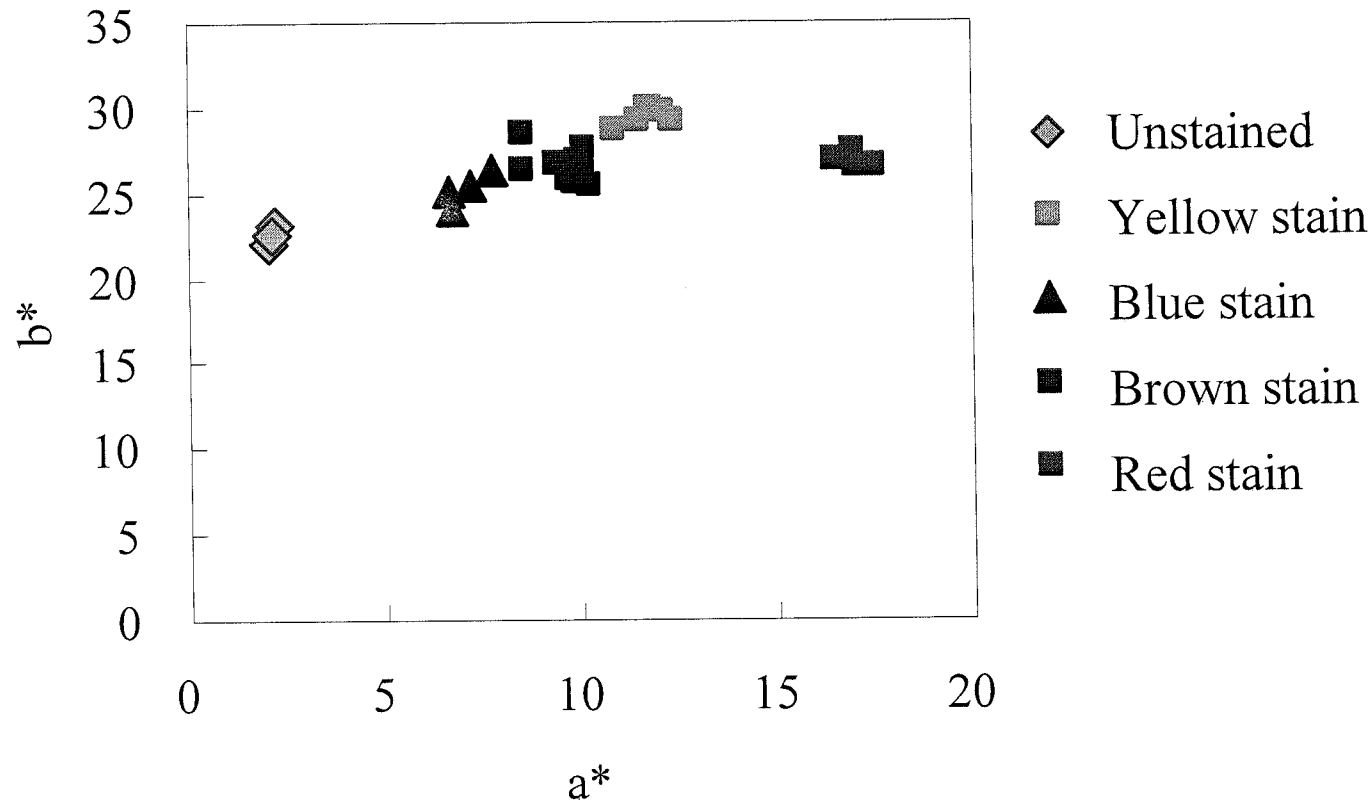 35
30
25
20
15
10
5
0
b*
0 5 10 15 20
a*
Unstained
Yellow stain
Blue stain
Brown stain
Red stain